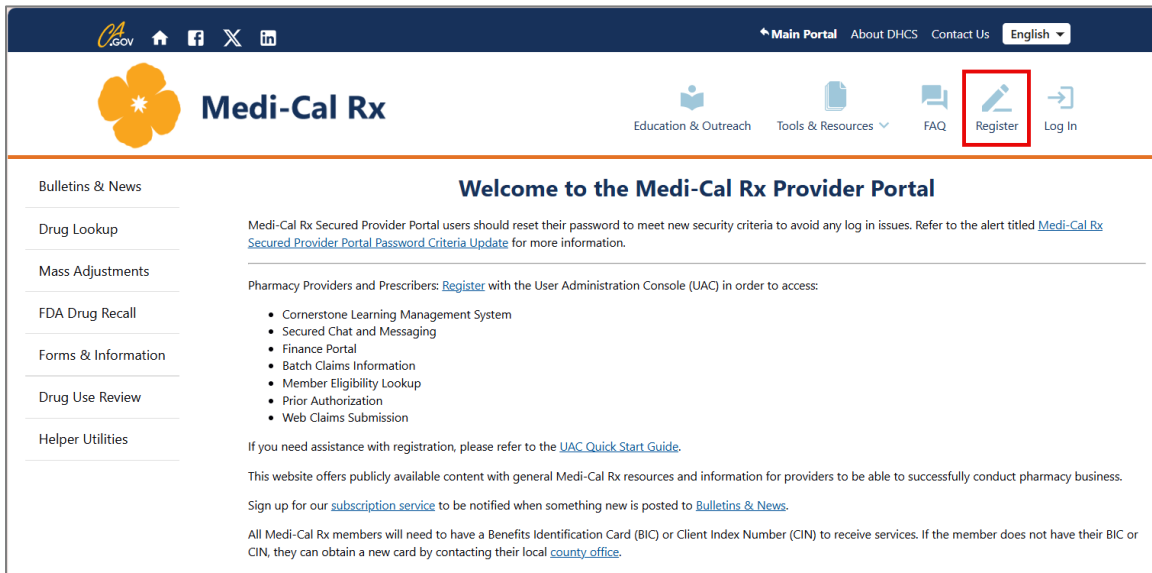 CA.GOV
Main Portal About DHCS Contact Us English
Medi-Cal Rx
Education & Outreach Tools & Resources FAQ Register Log In
Bulletins & News
Drug Lookup
Mass Adjustments
FDA Drug Recall
Forms & Information
Drug Use Review
Helper Utilities
Welcome to the Medi-Cal Rx Provider Portal
Medi-Cal Rx Secured Provider Portal users should reset their password to meet new security criteria to avoid any log in issues. Refer to the alert titled Medi-Cal Rx
Secured Provider Portal Password Criteria Update for more information.
Pharmacy Providers and Prescribers: Register with the User Administration Console (UAC) in order to access:
• Cornerstone Learning Management System
• Secured Chat and Messaging
• Finance Portal
• Batch Claims Information
• Member Eligibility Lookup
• Prior Authorization
• Web Claims Submission
If you need assistance with registration, please refer to the UAC Quick Start Guide.
This website offers publicly available content with general Medi-Cal Rx resources and information for providers to be able to successfully conduct pharmacy business.
Sign up for our subscription service to be notified when something new is posted to Bulletins & News.
All Medi-Cal Rx members will need to have a Benefits Identification Card (BIC) or Client Index Number (CIN) to receive services. If the member does not have their BIC or
CIN, they can obtain a new card by contacting their local county office.